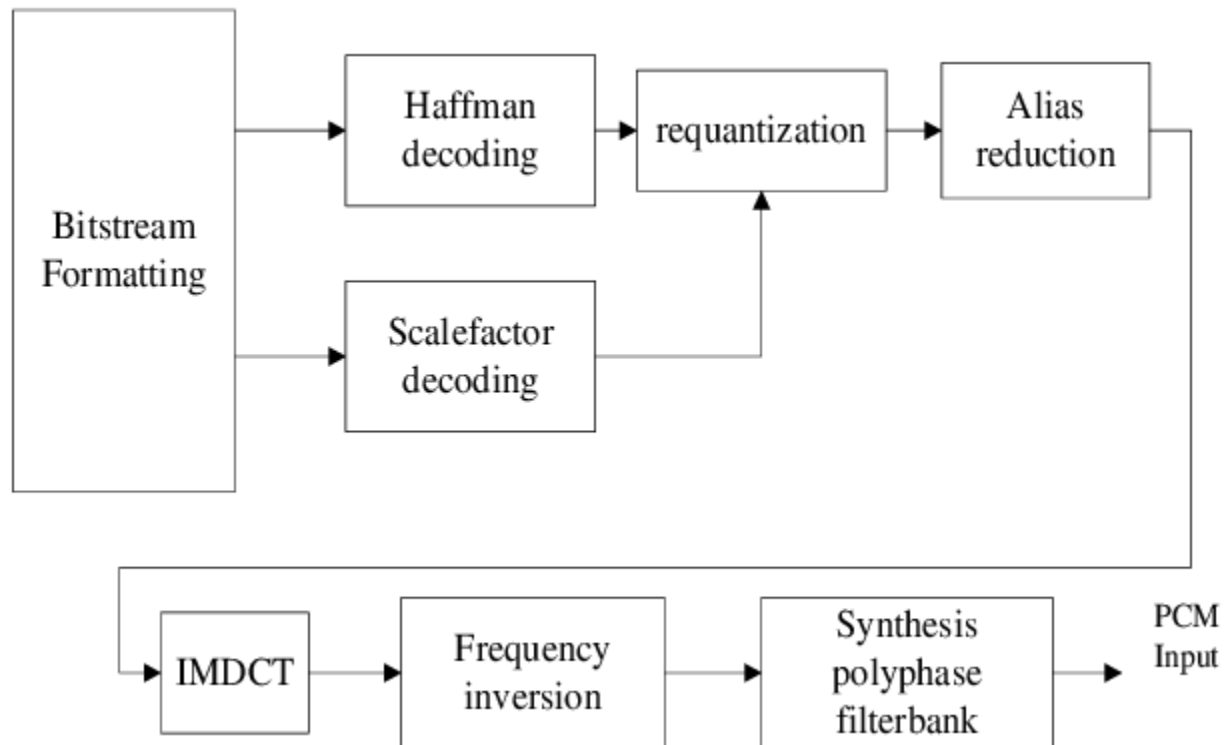 Bitstream
Formatting
Haffman
decoding
requantization
Alias
reduction
Scalefactor
decoding
IMDCT
Frequency
inversion
Synthesis
polyphase
filterbank
PCM
Input